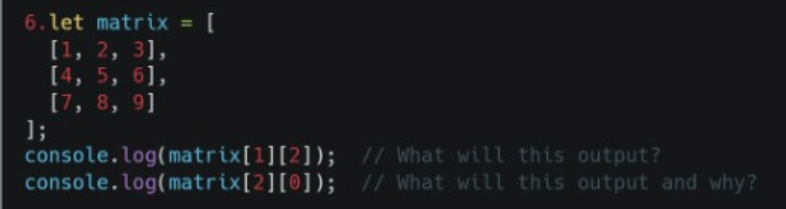 6.let matrix = [
[1, 2, 3],
[4, 5, 6],
[7, 8, 9]
];
console.log(matrix[1][2]);  // What will this output?
console.log(matrix[2][0]);  // What will this output and why?